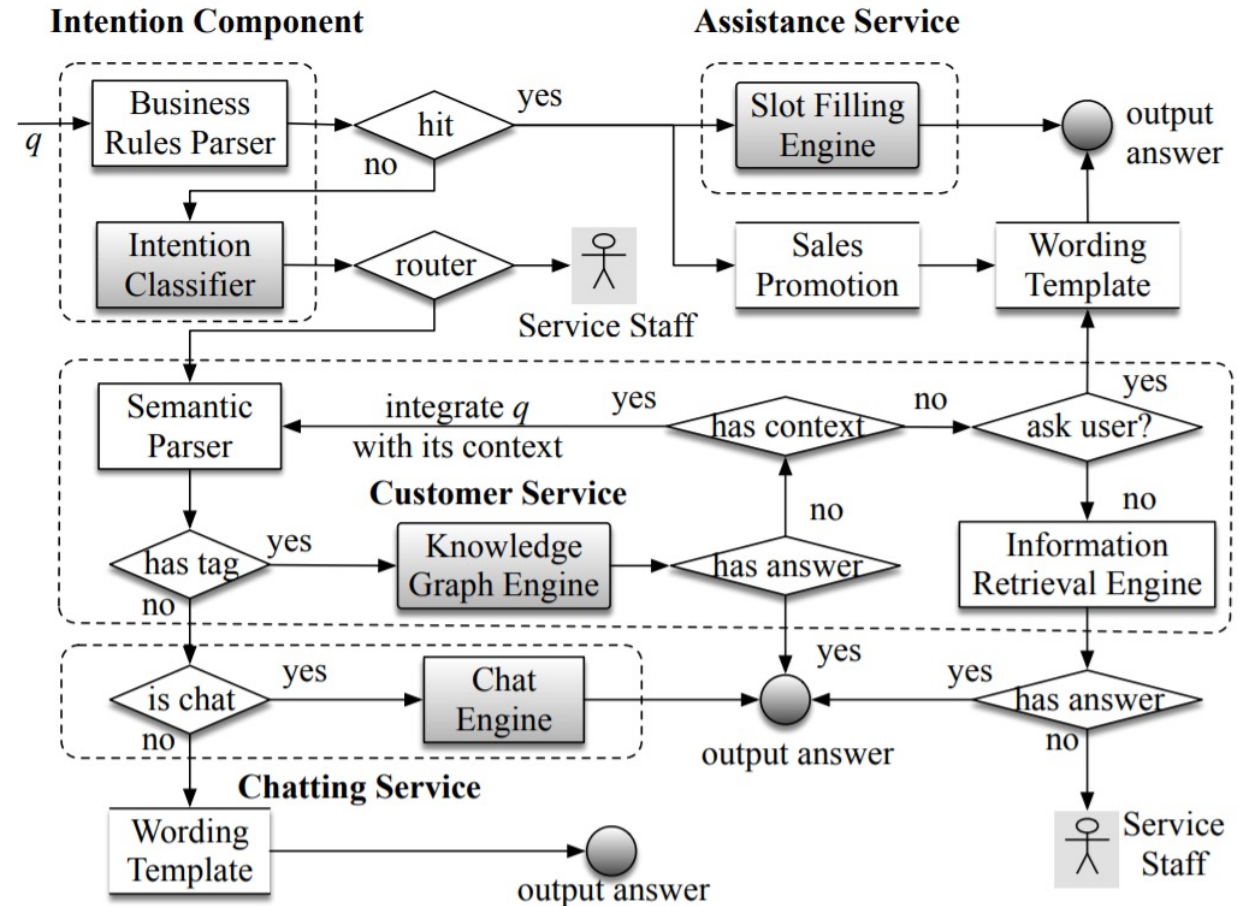 Intention Component
Assistance Service
q
Business
Rules Parser
hit
yes
no
Slot Filling
Engine
output
answer
Intention
Classifier
router
Service Staff
Sales
Promotion
Wording
Template
Semantic
Parser
integrate q
with its context
yes
has context
no
ask user?
yes
no
Customer Service
has tag
yes
no
Knowledge
Graph Engine
has answer
no
yes
Information
Retrieval Engine
is chat
yes
no
Chat
Engine
output answer
yes
has answer
no
Chatting Service
Wording
Template
output answer
Service
Staff